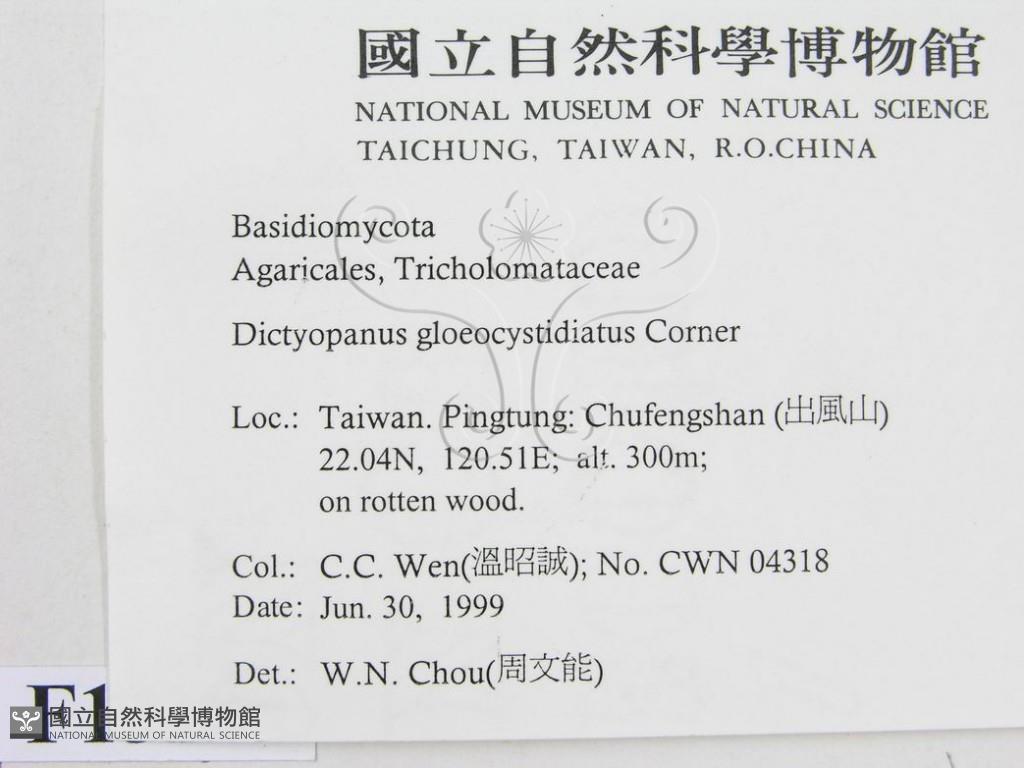 國立自然科學博物館
NATIONAL MUSEUM OF NATURAL SCIENCE
TAICHUNG, TAIWAN, R.O.CHINA
Basidiomycota
Agaricales, Tricholomataceae
Dictyopanus gloeocystidiatus Corner
Loc.: Taiwan. Pingtung: Chufengshan (出風山)
22.04N, 120.51E; alt. 300m;
on rotten wood.
Col.: C.C. Wen(溫昭誠); No. CWN 04318
Date: Jun. 30, 1999
Det.: W.N. Chou(周文能)
國立自然科學博物館
NATIONAL MUSEUM OF NATURAL SCIENCE